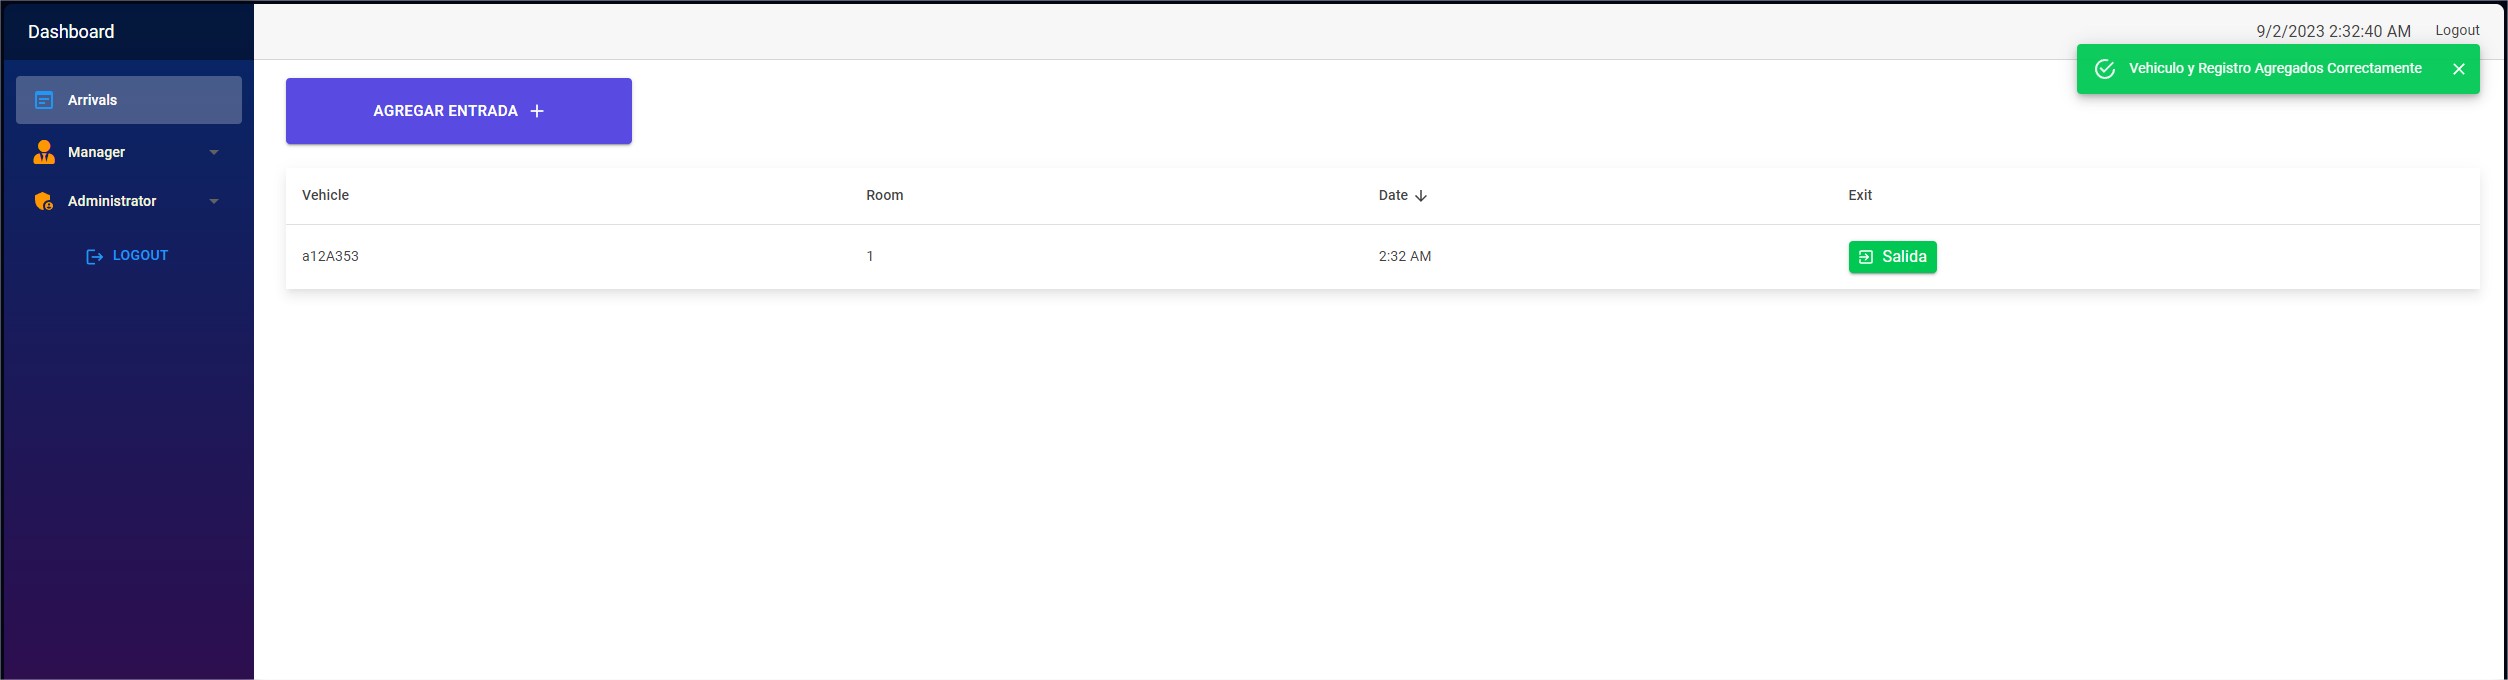 Dashboard
9/2/2023 2:32:40 AM Logout
Vehiculo y Registro Agregados Correctamente
Arrivals
Manager
Administrator
LOGOUT
AGREGAR ENTRADA
Vehicle Room Date Exit
a12A353 1 2:32 AM Salida